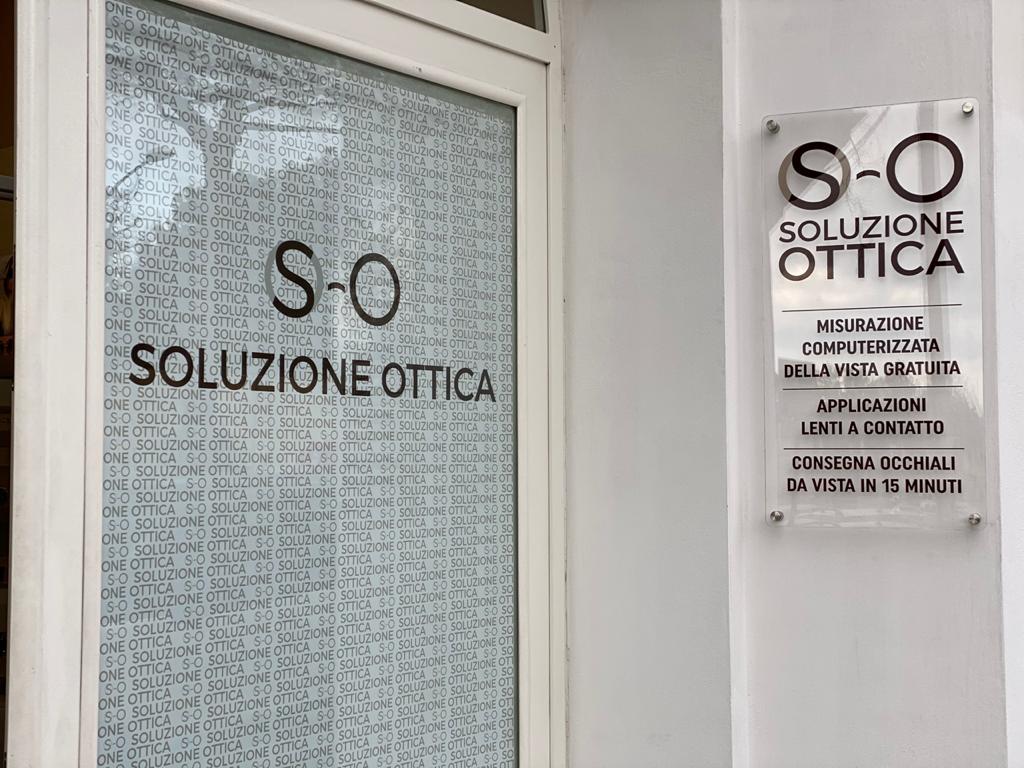 S-O
SOLUZIONE OTTICA
S-O
SOLUZIONE
OTTICA
MISURAZIONE
COMPUTERIZZATA
DELLA VISTA GRATUITA
APPLICAZIONI
LENTI A CONTATTO
CONSEGNA OCCHIALI
DA VISTA IN 15 MINUTI